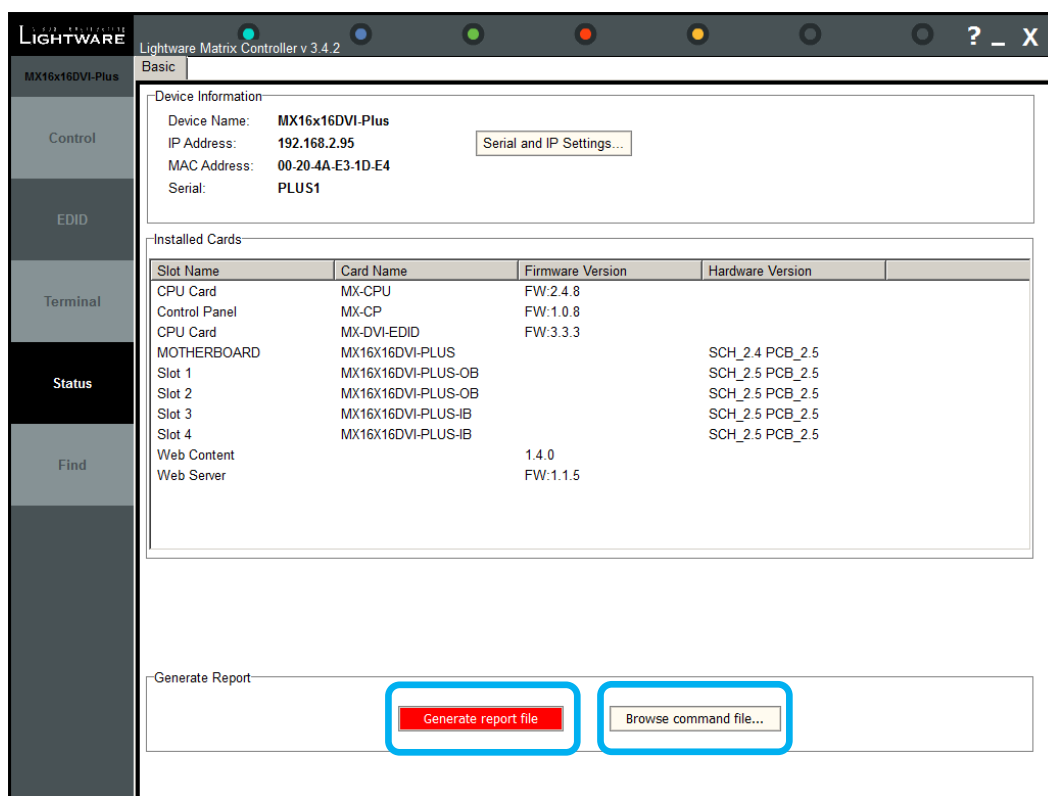 LIGHTWARE
Lightware Matrix Controller v 3.4.2
? _ X
MX16x16DVI-Plus
Basic
Control
EDID
Terminal
Status
Find
Device Information
Device Name: MX16x16DVI-Plus
IP Address: 192.168.2.95
Serial and IP Settings...
MAC Address: 00-20-4A-E3-1D-E4
Serial: PLUS1
Installed Cards
Slot Name Card Name Firmware Version Hardware Version
CPU Card MX-CPU FW:2.4.8
Control Panel MX-CP FW:1.0.8
CPU Card MX-DVI-EDID FW:3.3.3
MOTHERBOARD MX16X16DVI-PLUS SCH_2.4 PCB_2.5
Slot 1 MX16X16DVI-PLUS-OB SCH_2.5 PCB_2.5
Slot 2 MX16X16DVI-PLUS-OB SCH_2.5 PCB_2.5
Slot 3 MX16X16DVI-PLUS-IB SCH_2.5 PCB_2.5
Slot 4 MX16X16DVI-PLUS-IB SCH_2.5 PCB_2.5
Web Content 1.4.0
Web Server FW:1.1.5
Generate Report
Generate report file
Browse command file...